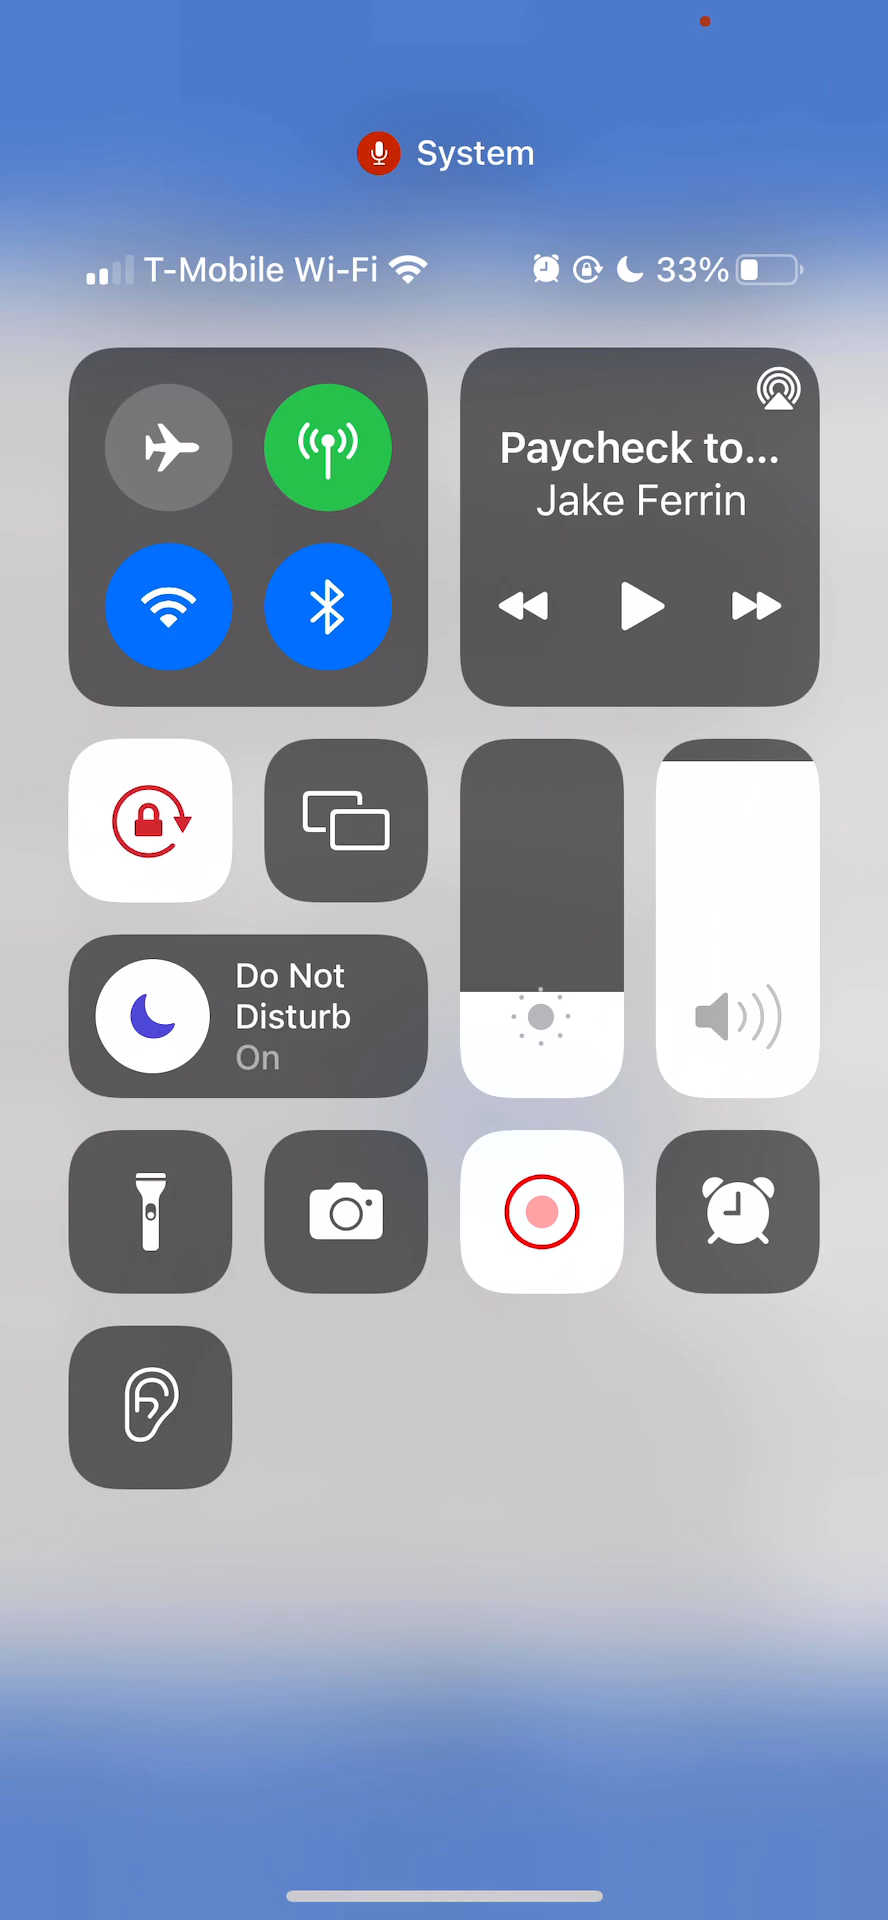 System
T-Mobile Wi-Fi 33%
Paycheck to...
Jake Ferrin
Do Not
Disturb
On